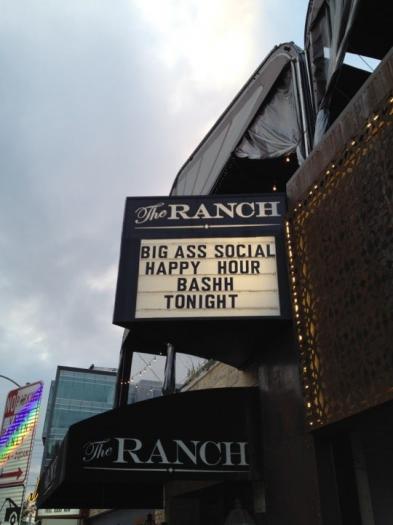 The RANCH
BIG ASS SOCIAL
HAPPY HOUR
BASHH
TONIGHT
The RANCH